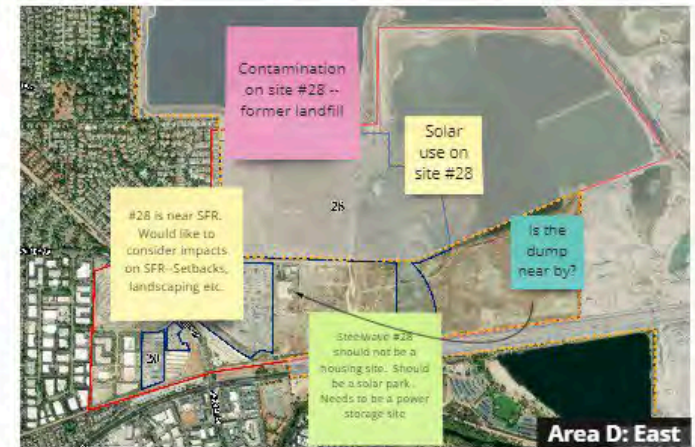 Contamination
on site #28 --
former landfill
Solar
use on
site #28
28
#28 is near SFR.
Would like to
consider impacts
on SFR--Setbacks,
landscaping etc.
Is the
dump
near by?
20
Steelwave #28
should not be a
housing site. Should
be a solar park.
Needs to be a power
storage site
Area D: East